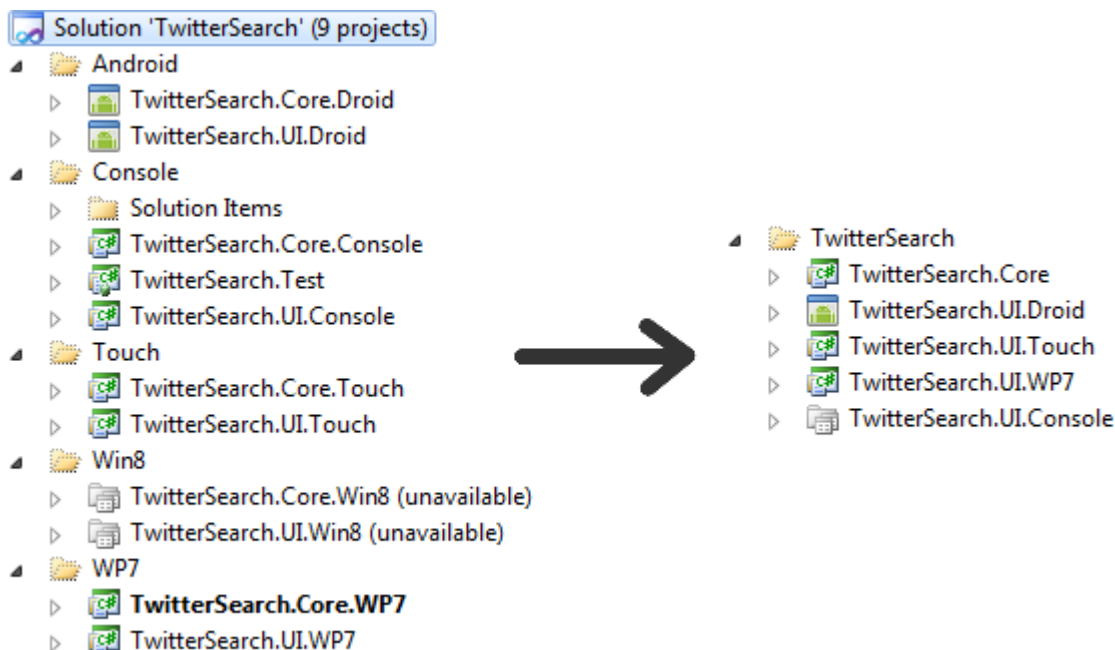 Solution 'TwitterSearch' (9 projects)
Android
TwitterSearch.Core.Droid
TwitterSearch.UI.Droid
Console
Solution Items
TwitterSearch.Core.Console
TwitterSearch.Test
TwitterSearch.UI.Console
Touch
TwitterSearch.Core.Touch
TwitterSearch.UI.Touch
Win8
TwitterSearch.Core.Win8 (unavailable)
TwitterSearch.UI.Win8 (unavailable)
WP7
TwitterSearch.Core.WP7
TwitterSearch.UI.WP7
TwitterSearch
TwitterSearch.Core
TwitterSearch.UI.Droid
TwitterSearch.UI.Touch
TwitterSearch.UI.WP7
TwitterSearch.UI.Console